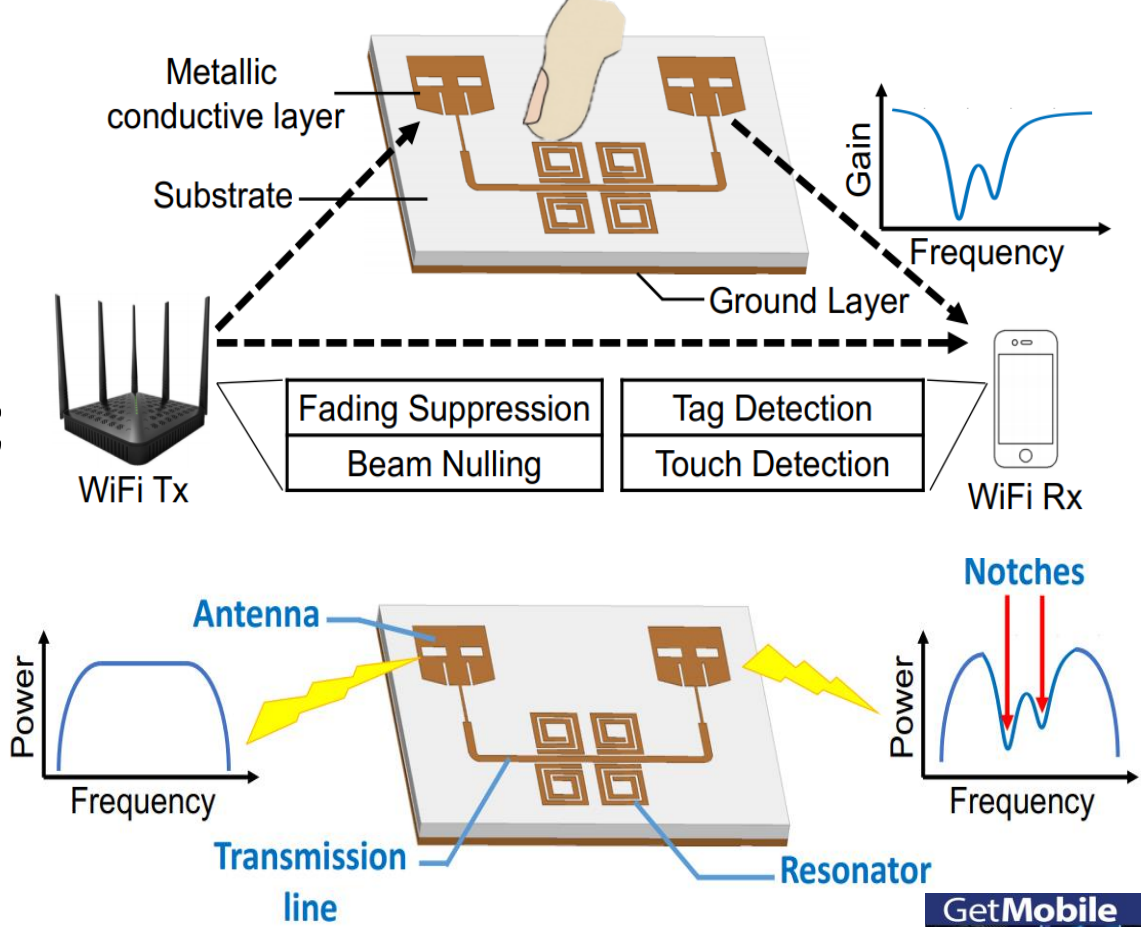 Metallic
conductive layer
Substrate
Gain
Frequency
Ground Layer
Fading Suppression
Tag Detection
Beam Nulling
Touch Detection
WiFi Tx
WiFi Rx
Notches
Antenna
Power
Frequency
Power
Frequency
Transmission
line
Resonator
GetMobile